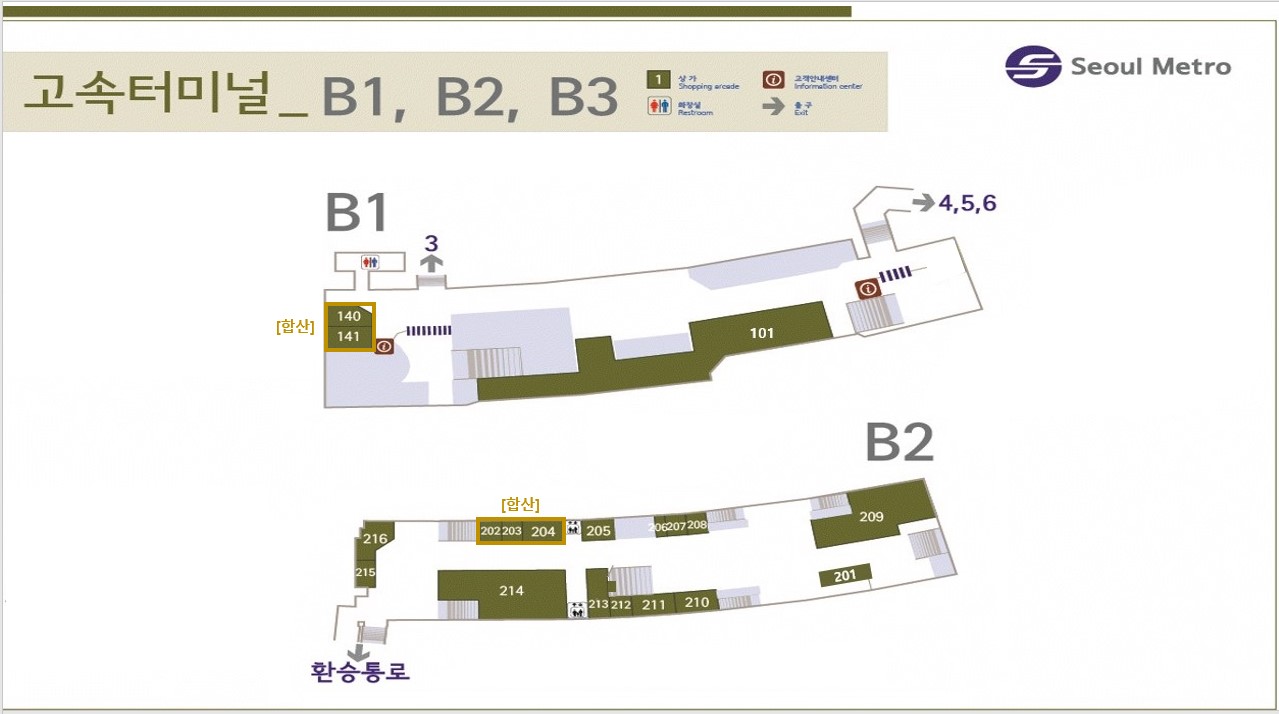 고속터미널_ B1, B2, B3
1 상 가
Shopping arcade
고객안내센터
Information center
화장실
Restroom
출 구
Exit
Seoul Metro
B1
4,5,6
3
140
[합산]
141
101
B2
[합산]
202 203 204
205
206 207 208
209
216
215
214
213 212 211 210
201
환승통로